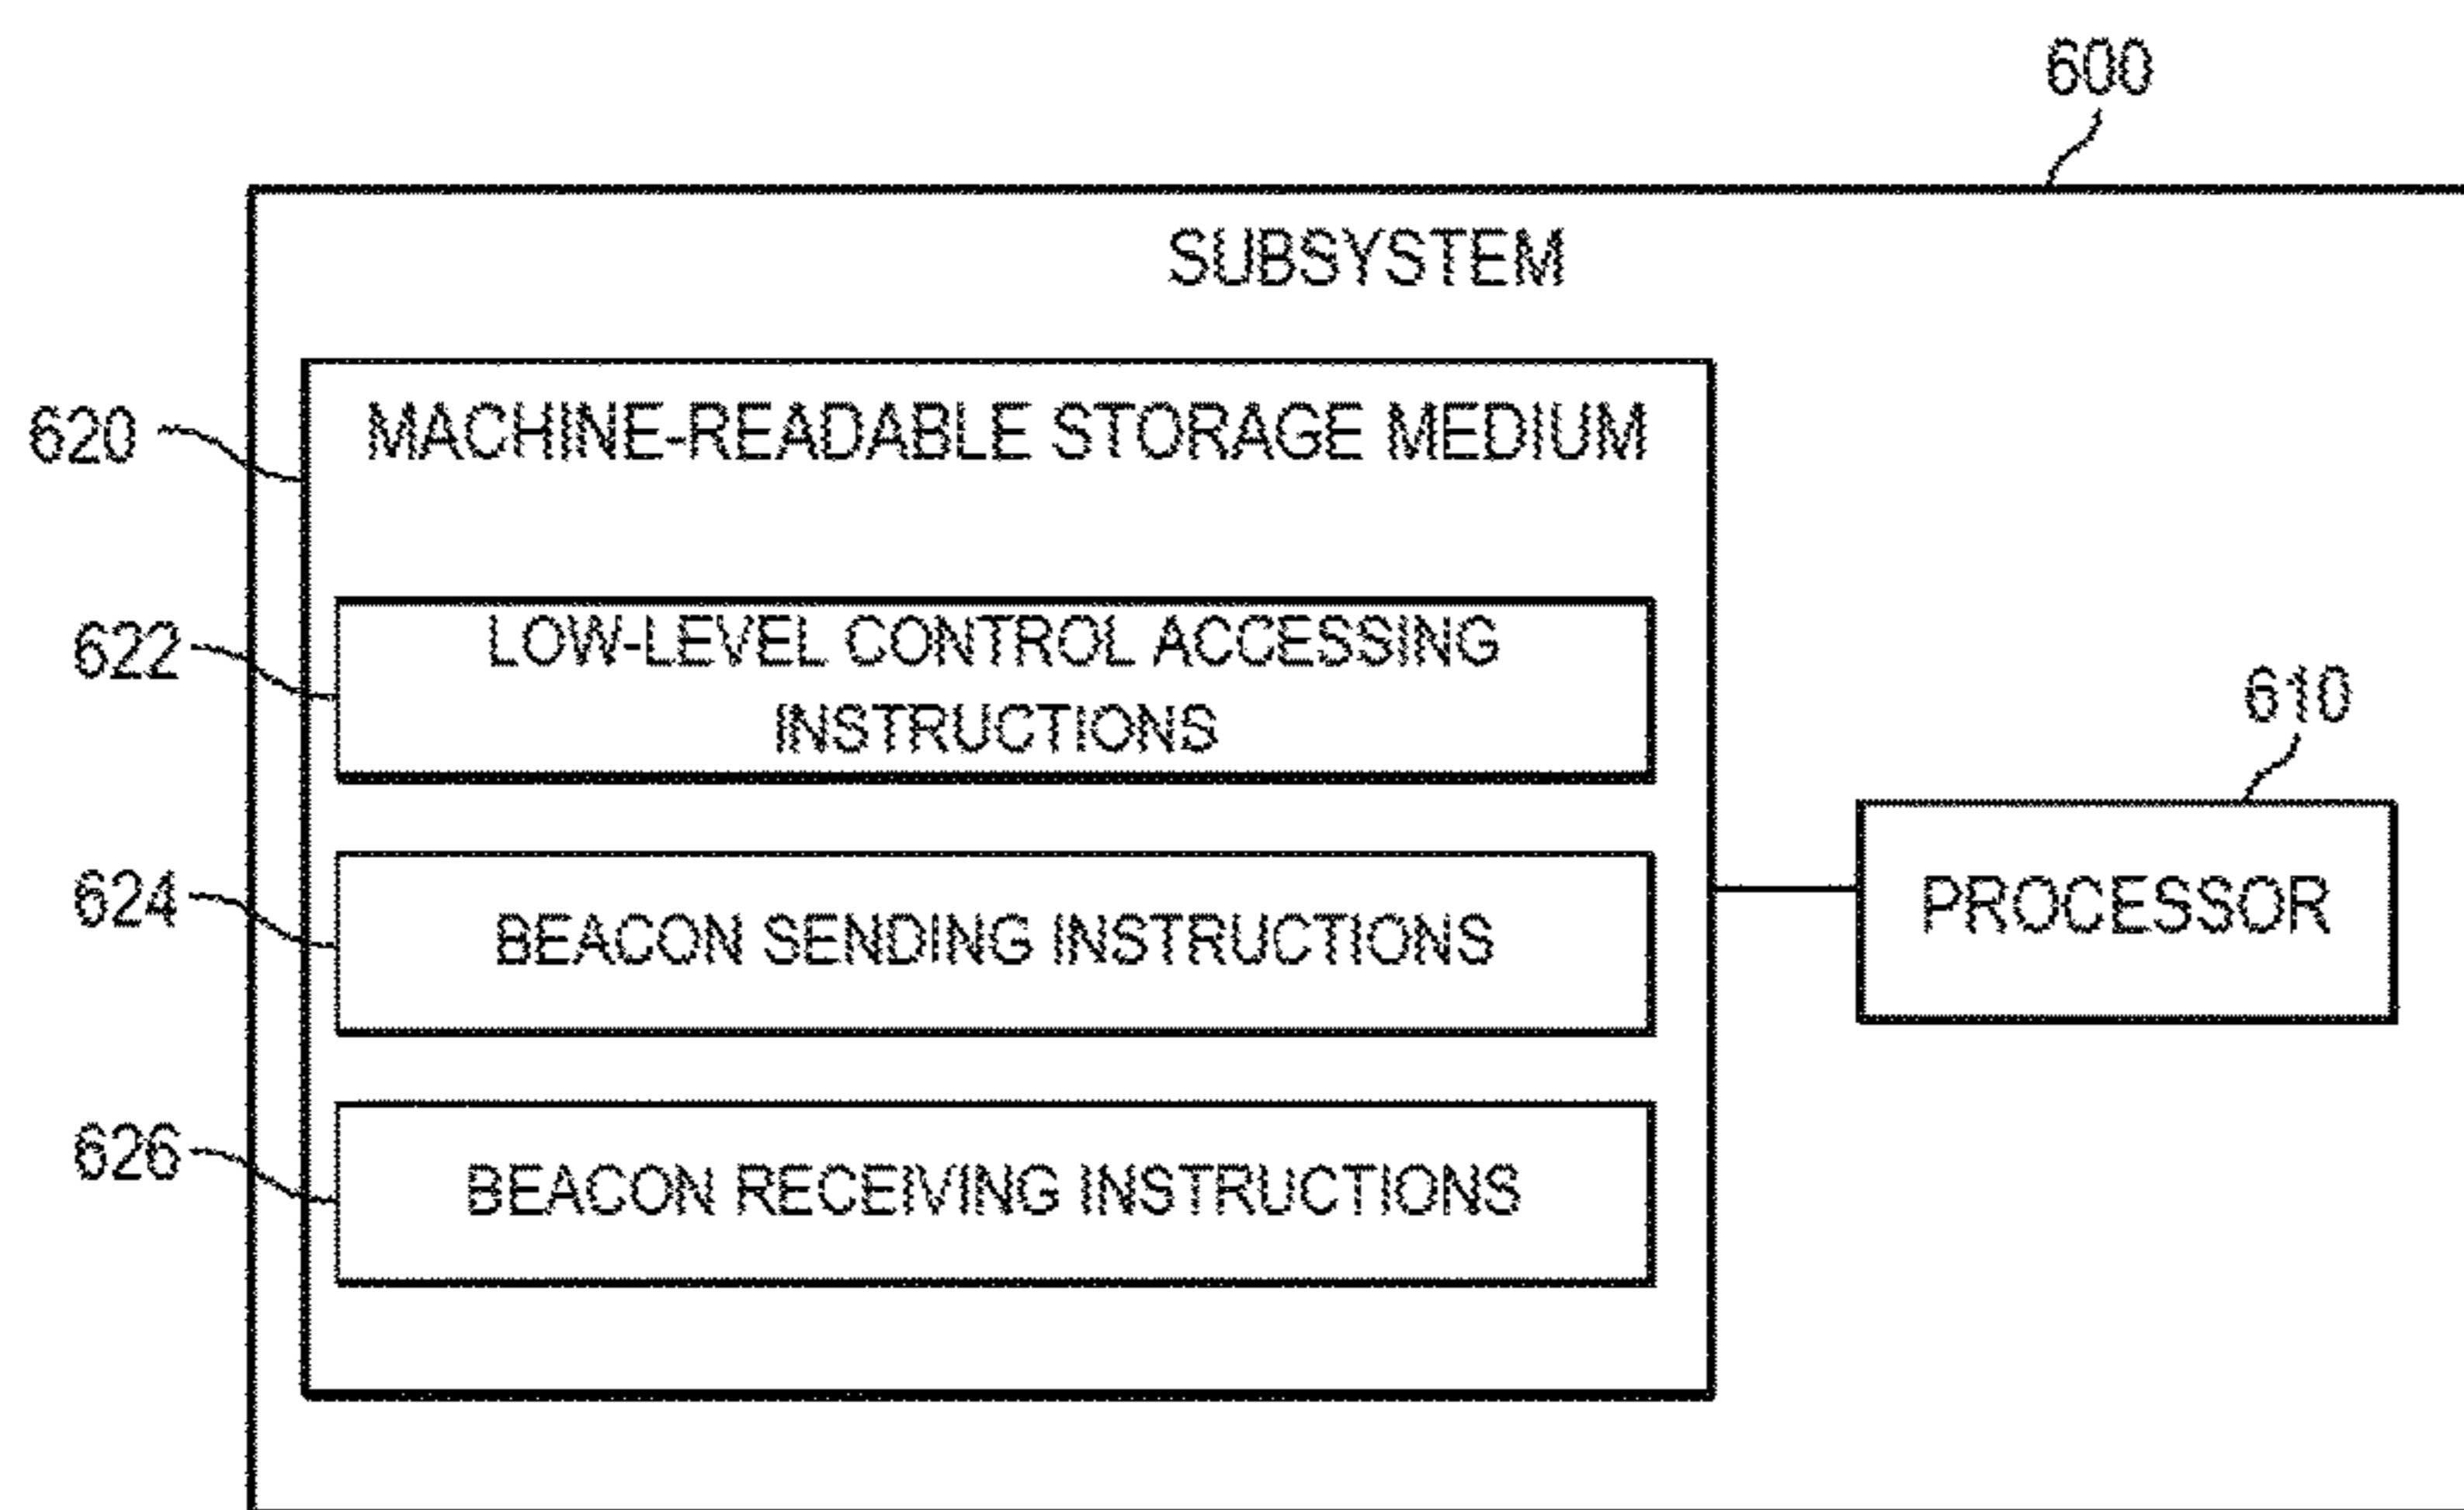 600
SUBSYSTEM
620
MACHINE-READABLE STORAGE MEDIUM
622
LOW-LEVEL CONTROL ACCESSING
INSTRUCTIONS
610
624
BEACON SENDING INSTRUCTIONS
PROCESSOR
626
BEACON RECEIVING INSTRUCTIONS